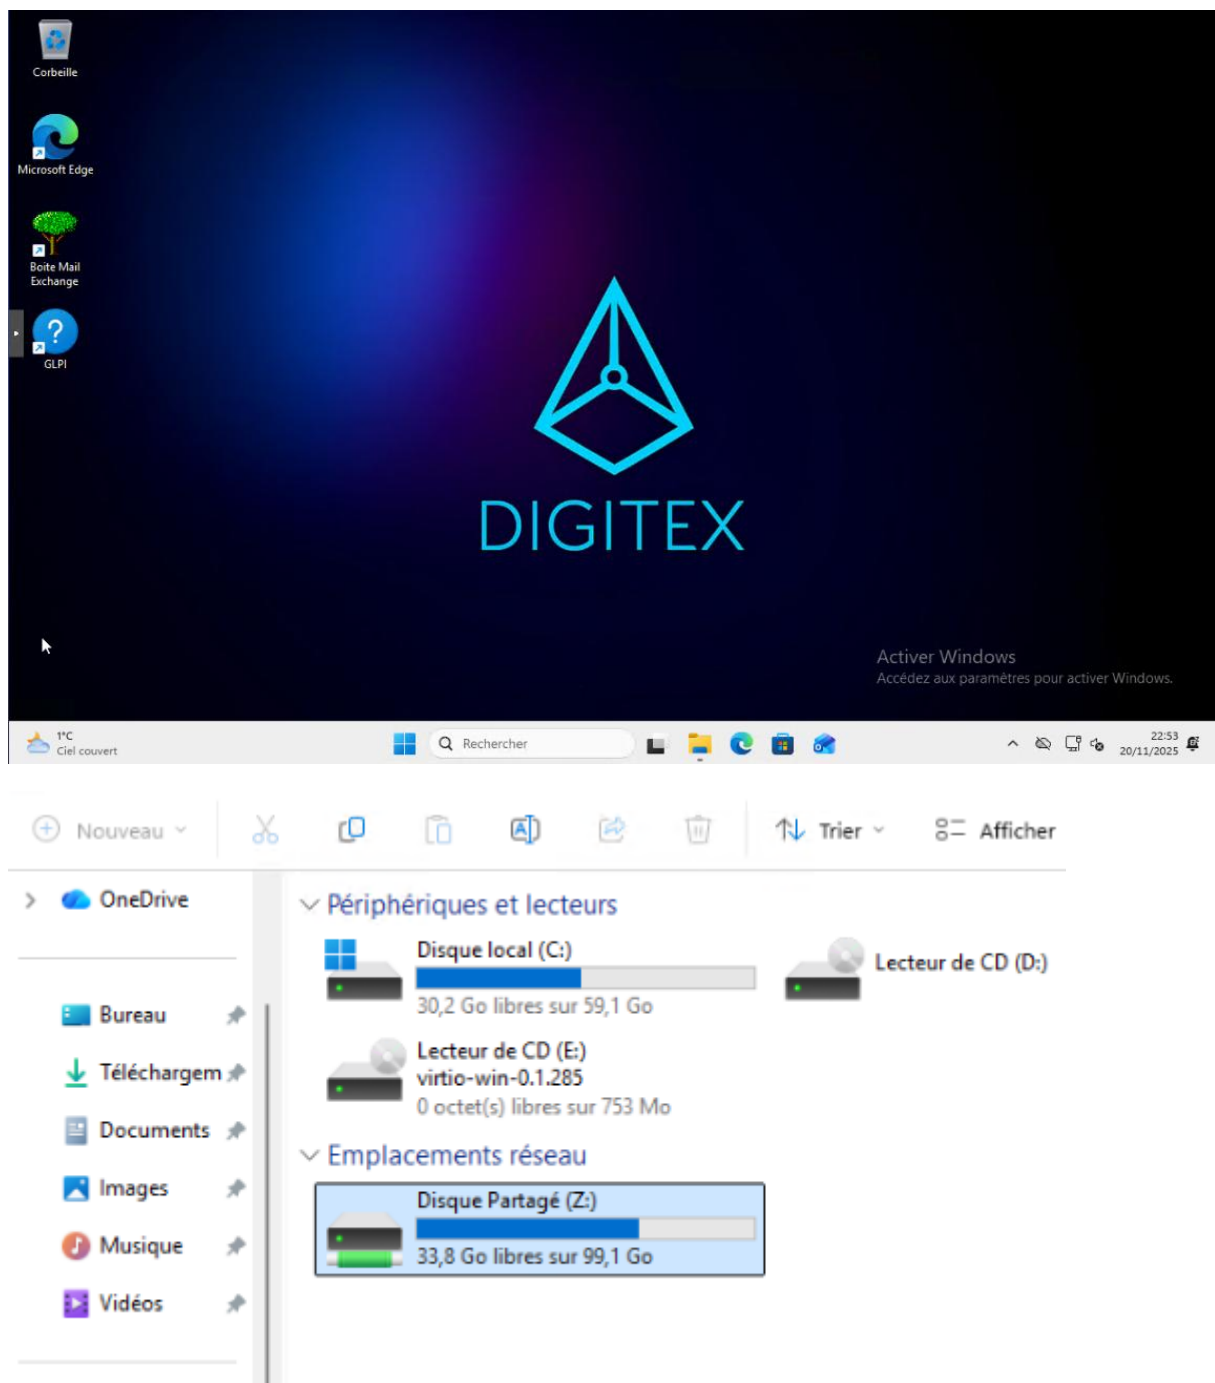 Corbeille
Microsoft Edge
Boite Mail
Exchange
?
GLPI
DIGITEX
Activer Windows
Accédez aux paramètres pour activer Windows.
1°C
Ciel couvert
Rechercher
22:53
20/11/2025
Nouveau
A
Trier
Afficher
OneDrive
Bureau
Téléchargem
Documents
Images
Musique
Vidéos
Périphériques et lecteurs
Disque local (C:)
30,2 Go libres sur 59,1 Go
Lecteur de CD (D:)
Lecteur de CD (E:)
virtio-win-0.1.285
0 octet(s) libres sur 753 Mo
Emplacements réseau
Disque Partagé (Z:)
33,8 Go libres sur 99,1 Go